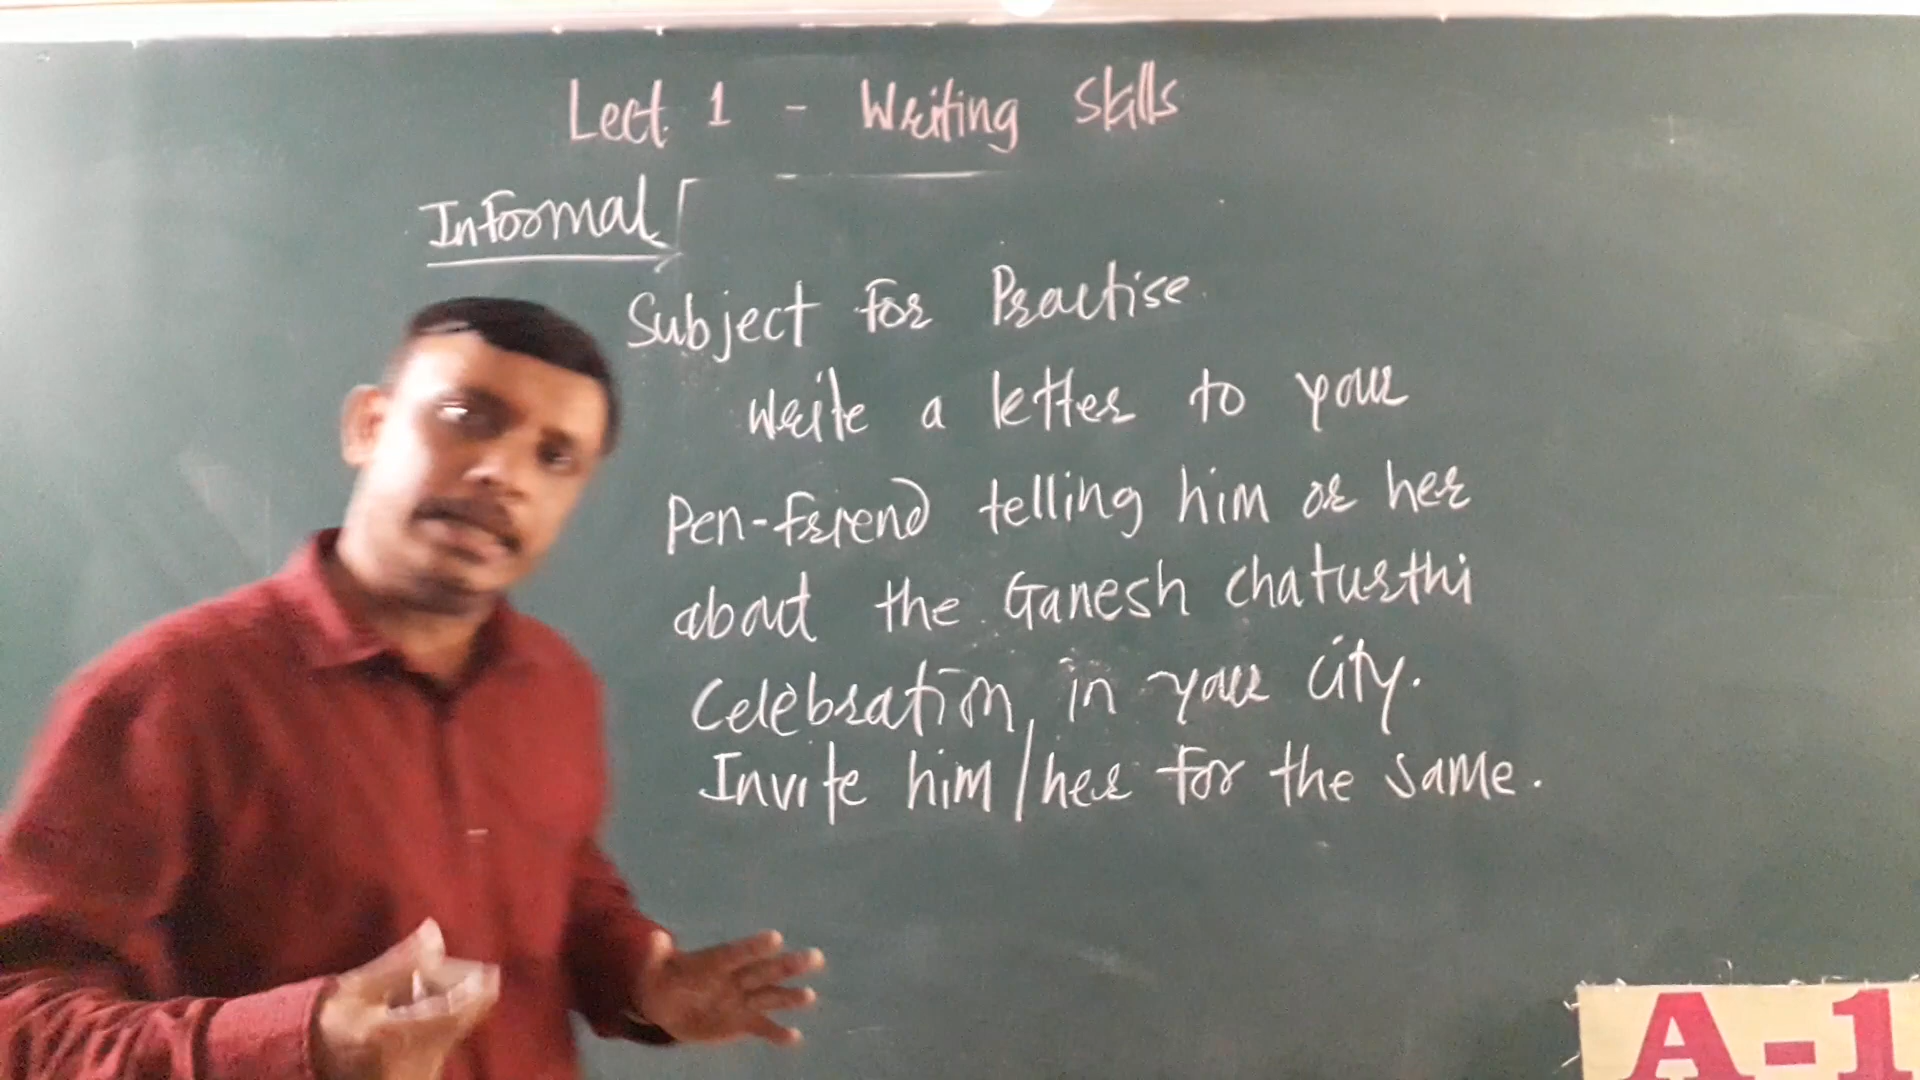 Lect. 1 - Writing Skills
Informal
Subject for Practise.
Write a letter to your
Pen-friend telling him or her
about the Ganesh chaturthi
Celebration, in your city.
Invite him/her for the same.
A-1